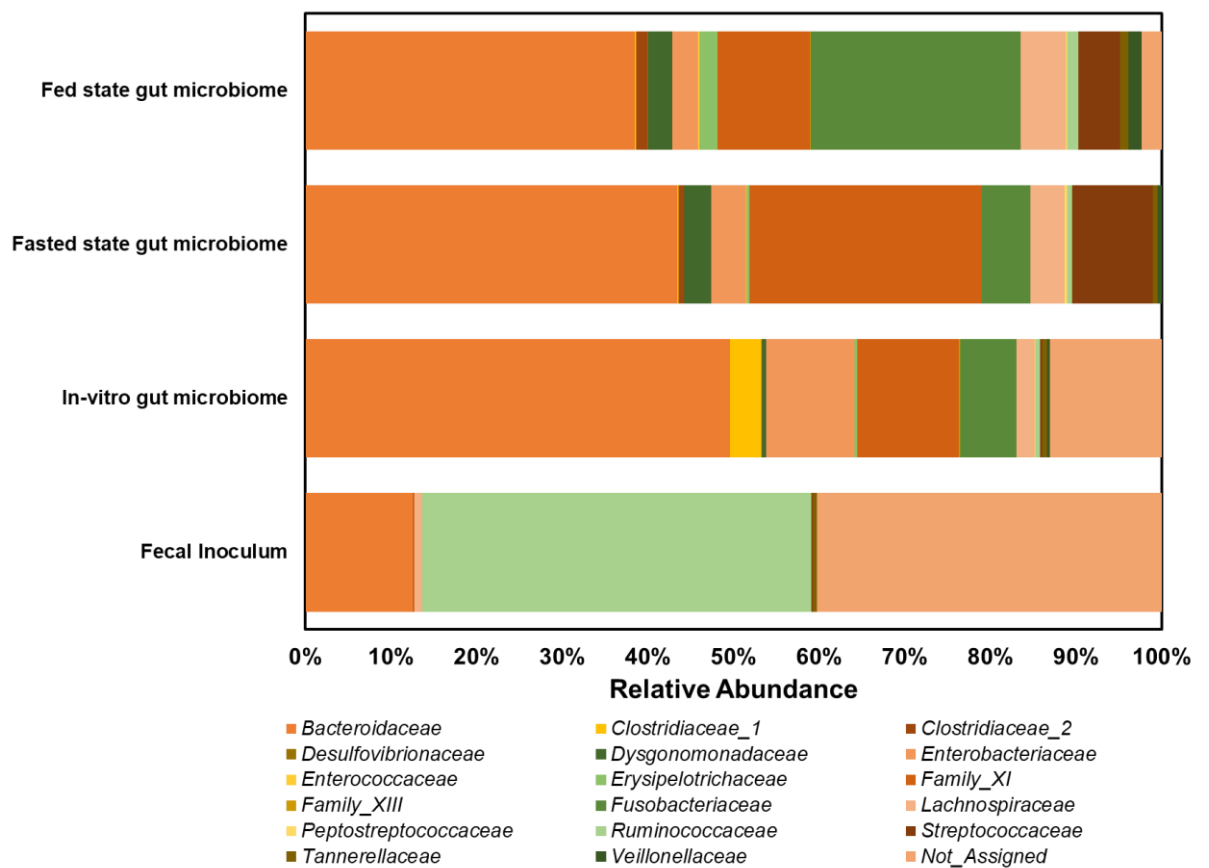 Fed state gut microbiome
Fasted state gut microbiome
In-vitro gut microbiome
Fecal Inoculum
0% 10% 20% 30% 40% 50% 60% 70% 80% 90% 100%
Relative Abundance
Bacteroidaceae Clostridiaceae_1 Clostridiaceae_2
Desulfovibrionaceae Dysgonomonadaceae Enterobacteriaceae
Enterococcaceae Erysipelotrichaceae Family_XI
Family_XIII Fusobacteriaceae Lachnospiraceae
Peptostreptococcaceae Ruminococcaceae Streptococcaceae
Tannerellaceae Veillonellaceae Not_Assigned